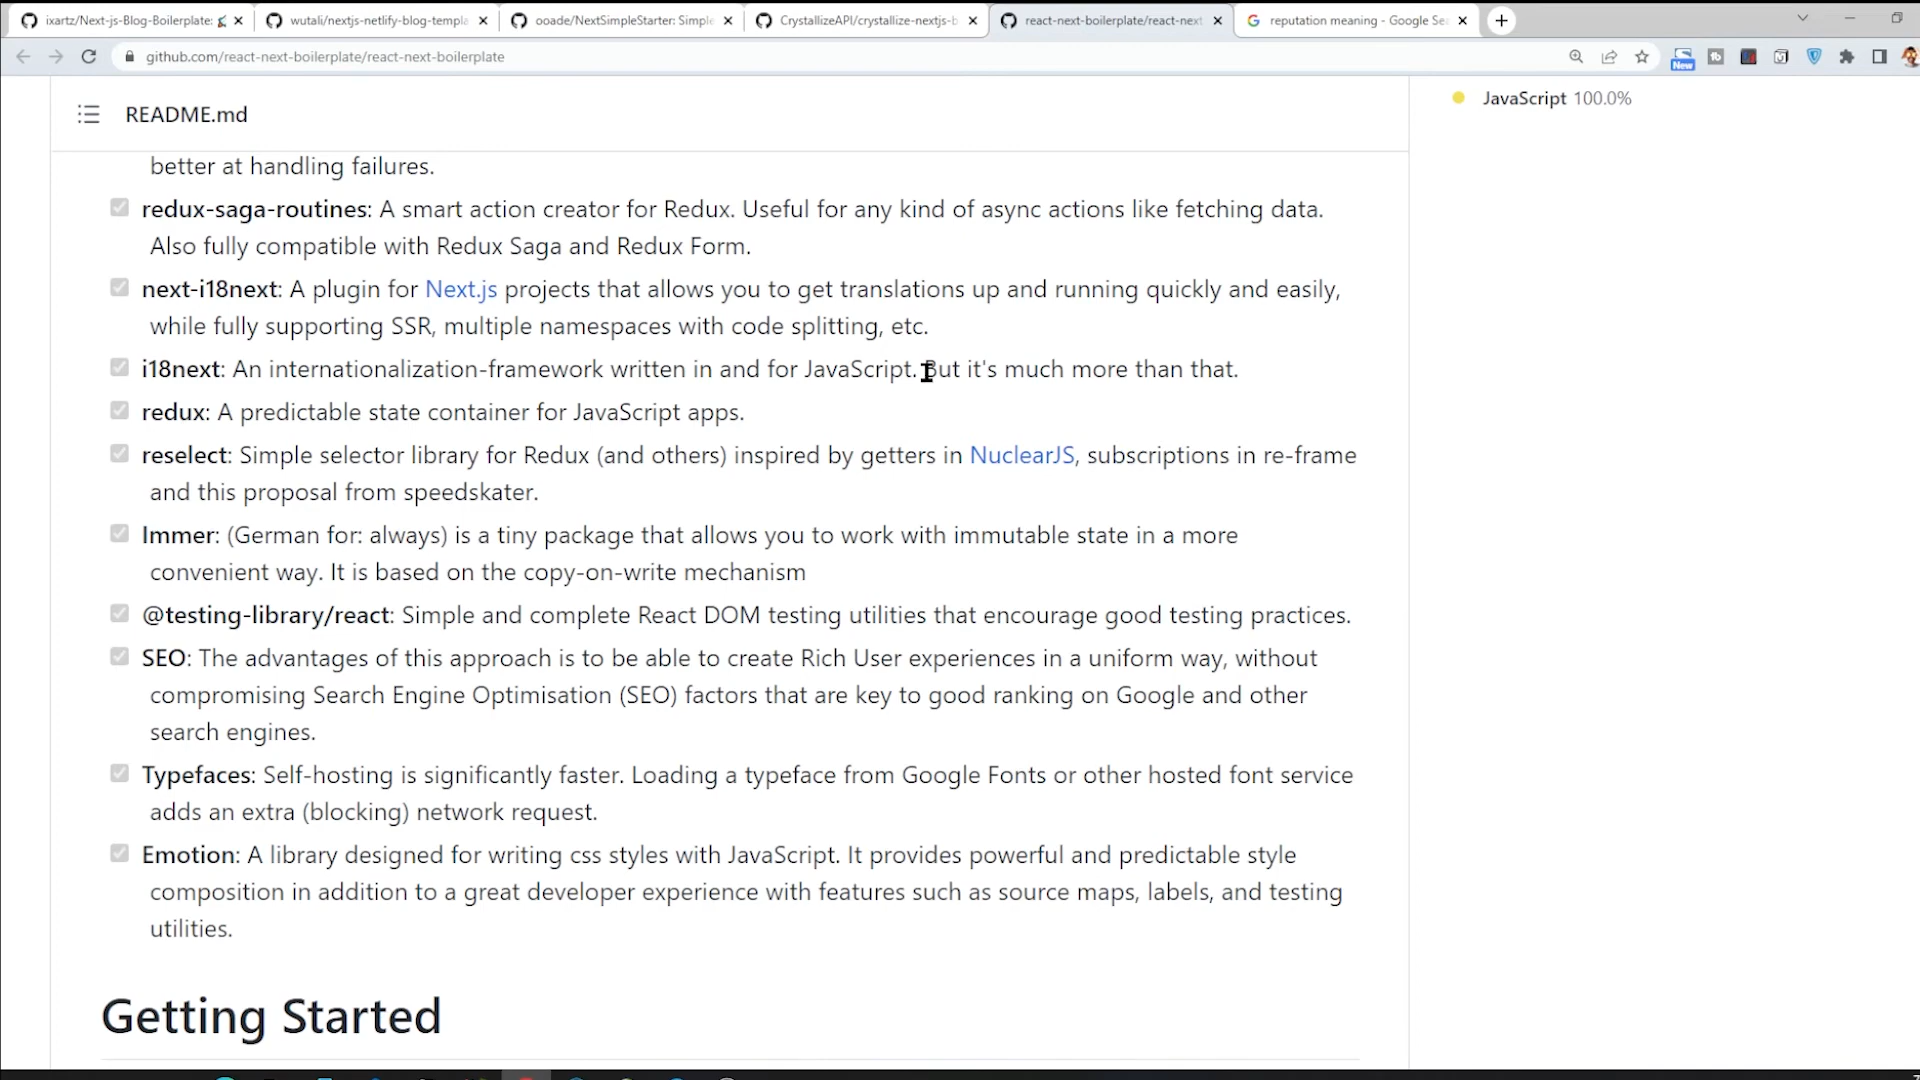 ixartz/Next-js-Blog-Boilerplate:
wutali/nextjs-netlify-blog-templa
ooade/NextSimpleStarter: Simple
CrystallizeAPI/crystallize-nextjs-b
react-next-boilerplate/react-next
reputation meaning - Google Se
github.com/react-next-boilerplate/react-next-boilerplate
New
README.md
JavaScript 100.0%
better at handling failures.
redux-saga-routines: A smart action creator for Redux. Useful for any kind of async actions like fetching data.
Also fully compatible with Redux Saga and Redux Form.
next-i18next: A plugin for Next.js projects that allows you to get translations up and running quickly and easily,
while fully supporting SSR, multiple namespaces with code splitting, etc.
i18next: An internationalization-framework written in and for JavaScript. But it's much more than that.
redux: A predictable state container for JavaScript apps.
reselect: Simple selector library for Redux (and others) inspired by getters in NuclearJS, subscriptions in re-frame
and this proposal from speedskater.
Immer: (German for: always) is a tiny package that allows you to work with immutable state in a more
convenient way. It is based on the copy-on-write mechanism
@testing-library/react: Simple and complete React DOM testing utilities that encourage good testing practices.
SEO: The advantages of this approach is to be able to create Rich User experiences in a uniform way, without
compromising Search Engine Optimisation (SEO) factors that are key to good ranking on Google and other
search engines.
Typefaces: Self-hosting is significantly faster. Loading a typeface from Google Fonts or other hosted font service
adds an extra (blocking) network request.
Emotion: A library designed for writing css styles with JavaScript. It provides powerful and predictable style
composition in addition to a great developer experience with features such as source maps, labels, and testing
utilities.
Getting Started